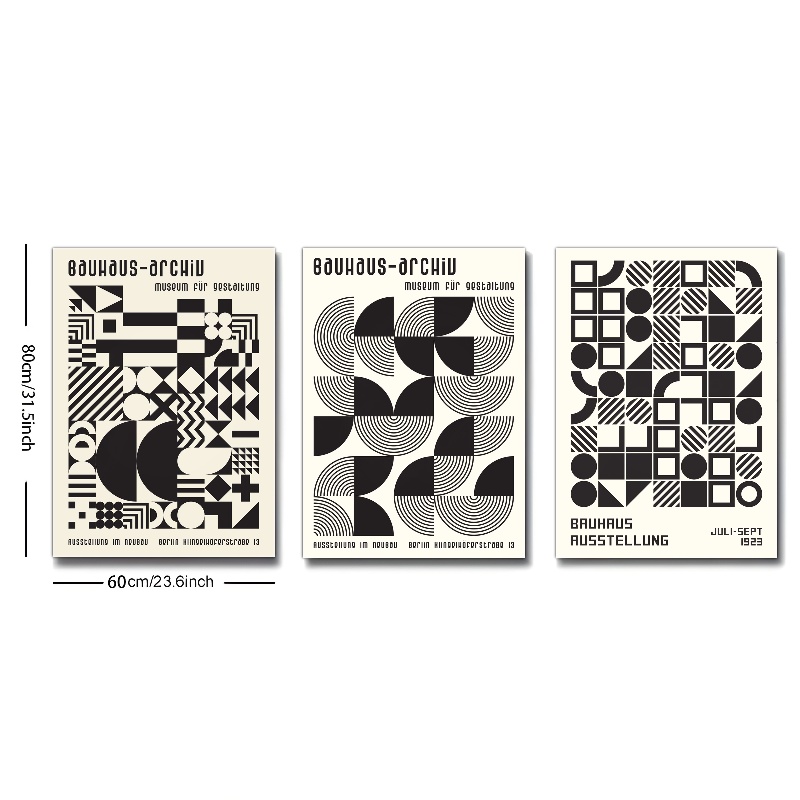 80cm/31.5inch
60cm/23.6inch
BAUHAUS-ARCHIV
MUSEUM FÜR GESTALTUNG
AUSSTELLUNG IM NEUBAU BERLIN KLINGELHÖFERSTRAßE 13
BAUHAUS-ARCHIV
MUSEUM FÜR GESTALTUNG
AUSSTELLUNG IM NEUBAU BERLIN KLINGELHÖFERSTRAßE 13
BAUHAUS
AUSSTELLUNG
JULI-SEPT
1923